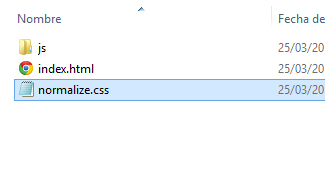 Nombre Fecha de
js 25/03/20
index.html 25/03/20
normalize.css 25/03/20